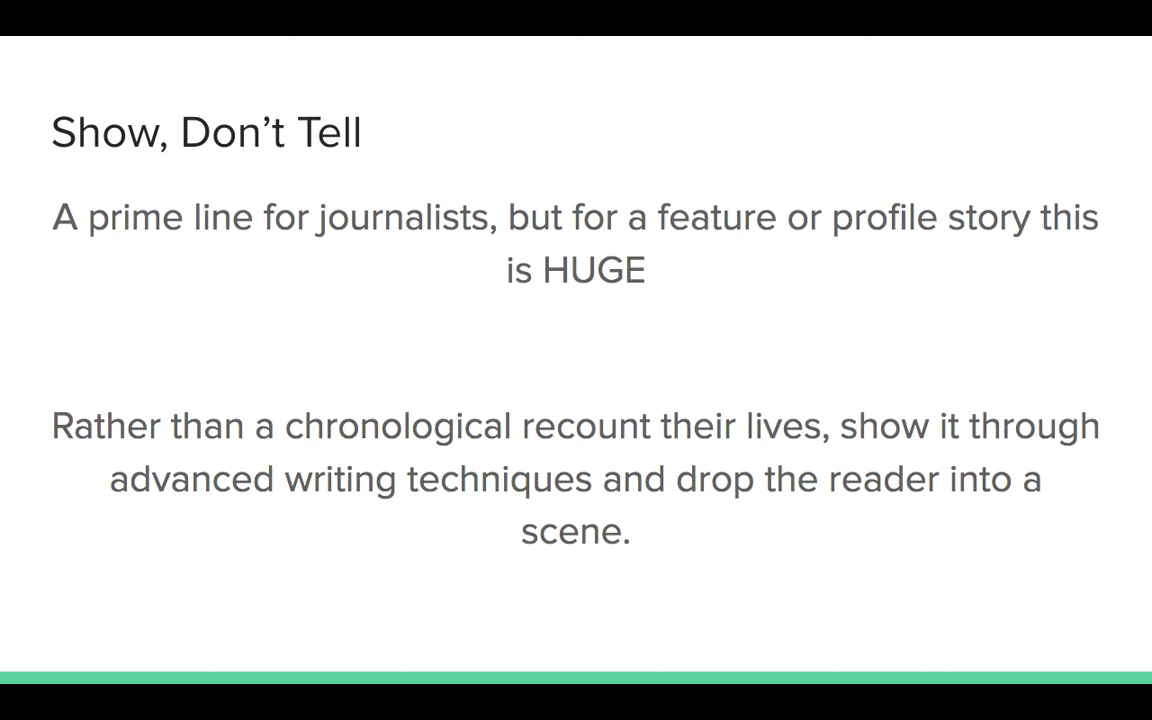 Show, Don’t Tell
A prime line for journalists, but for a feature or profile story this
is HUGE
Rather than a chronological recount their lives, show it through
advanced writing techniques and drop the reader into a
scene.